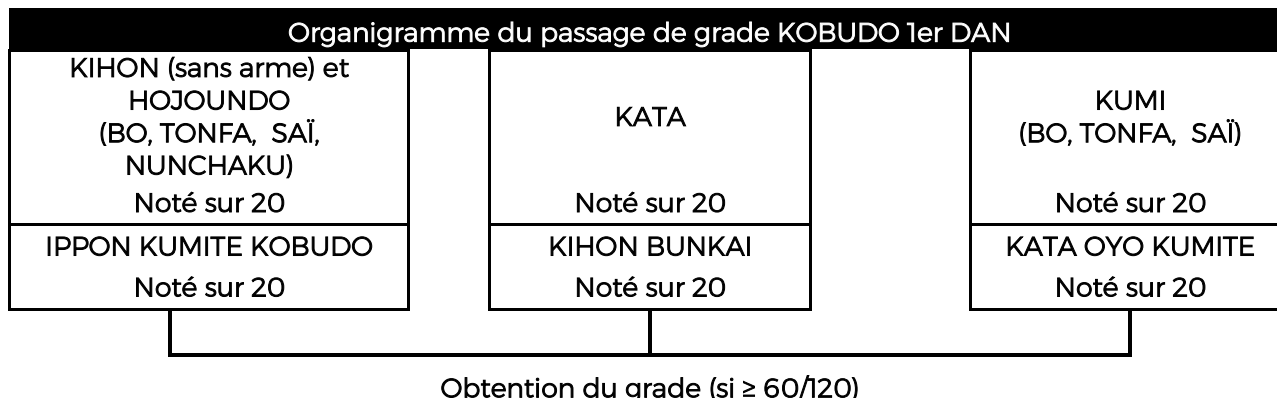 Organigramme du passage de grade KOBUDO 1er DAN
KIHON (sans arme) et
HOJOUNDO
(BO, TONFA, SAÏ,
NUNCHAKU)
Noté sur 20
KATA
Noté sur 20
KUMI
(BO, TONFA, SAÏ)
Noté sur 20
IPPON KUMITE KOBUDO
Noté sur 20
KIHON BUNKAI
Noté sur 20
KATA OYO KUMITE
Noté sur 20
Obtention du grade (si ≥ 60/120)